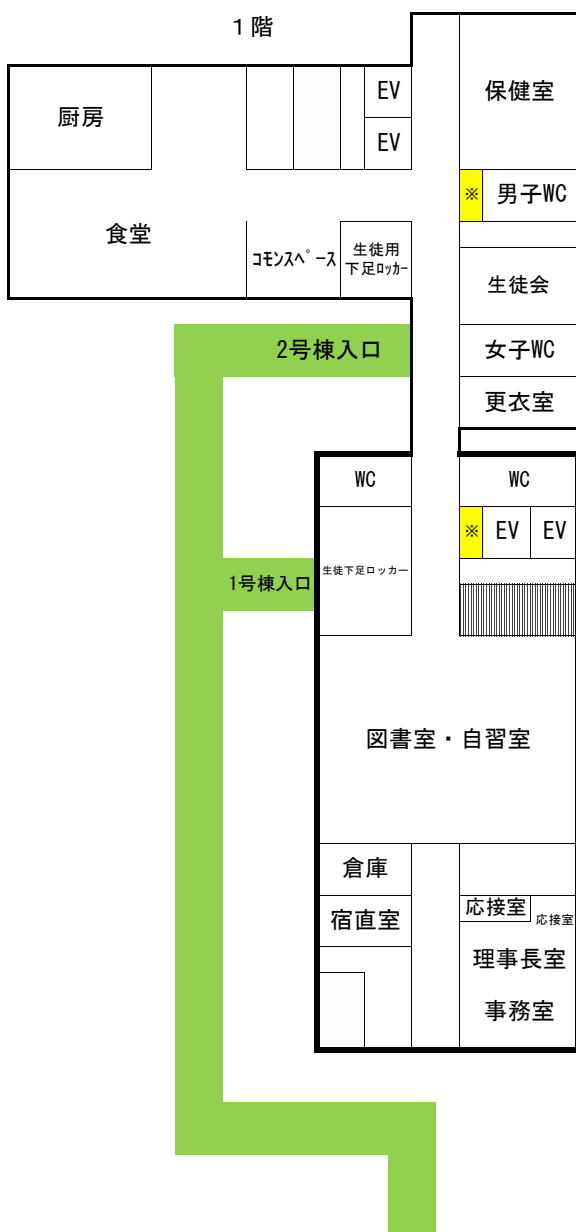 １階
厨房
EV
EV
保健室
※
男子WC
食堂
ｺﾓﾝｽﾍﾟｰｽ
生徒用
下足ﾛｯｶｰ
生徒会
2号棟入口
女子WC
更衣室
WC
WC
※
EV
EV
生徒下足ロッカー
1号棟入口
図書室・自習室
倉庫
宿直室
応接室
応接室
理事長室
事務室